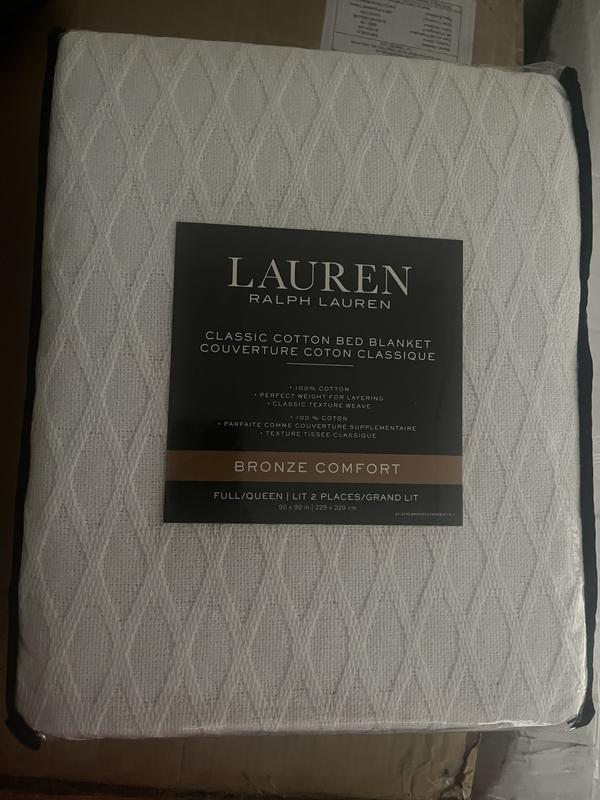 LAUREN
RALPH LAUREN
CLASSIC COTTON BED BLANKET
COUVERTURE COTON CLASSIQUE
• 100% COTTON
• PERFECT WEIGHT FOR LAYERING
• CLASSIC TEXTURE WEAVE
• 100 % COTON
• PARFAITE COMME COUVERTURE SUPPLEMENTAIRE
• TEXTURE TISSEE CLASSIQUE
BRONZE COMFORT
FULL/QUEEN | LIT 2 PLACES/GRAND LIT
90 x 90 in | 229 x 229 cm